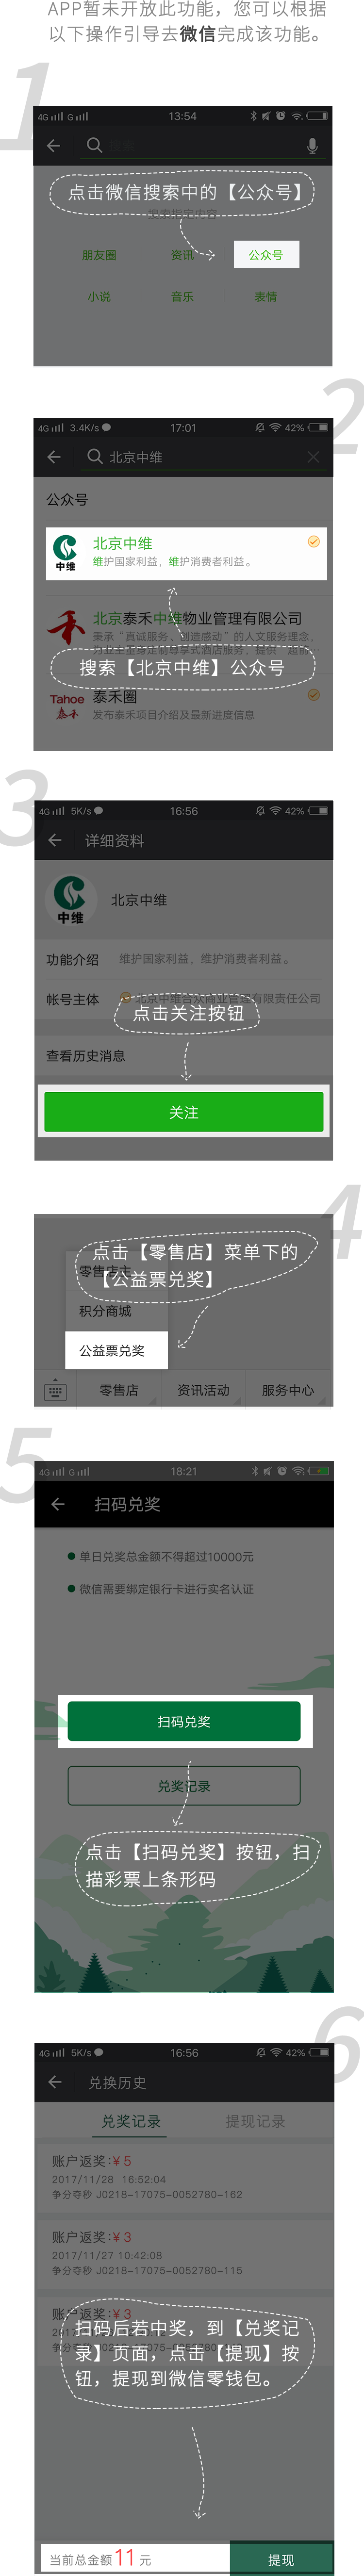 APP暂未开放此功能，您可以根据
以下操作引导去微信完成该功能。
1
4G G 13:54
点击微信搜索中的【公众号】
朋友圈 资讯 公众号
小说 音乐 表情
2
4G 3.4K/s 17:01 42%
北京中维
公众号
北京中维
维护国家利益，维护消费者利益。
中维
北京泰禾中维物业管理有限公司
秉承“真诚服务、创造感动”的人文服务理念，
搜索【北京中维】公众号
Tahoe
泰禾
泰禾圈
发布泰禾项目介绍及最新进度信息
3
4G 5K/s 16:56 42%
详细资料
中维
北京中维
功能介绍 维护国家利益，维护消费者利益。
帐号主体 北京中维合众商业管理有限责任公司
点击关注按钮
查看历史消息
关注
4
点击【零售店】菜单下的
【公益票兑奖】
零售店主
积分商城
公益票兑奖
零售店 资讯活动 服务中心
5
4G G 18:21
扫码兑奖
单日兑奖总金额不得超过10000元
微信需要绑定银行卡进行实名认证
扫码兑奖
兑奖记录
点击【扫码兑奖】按钮，扫
描彩票上条形码
6
4G 5K/s 16:56 42%
兑换历史
兑奖记录 提现记录
账户返奖:¥5
2017/11/28 16:52:04
争分夺秒 J0218-17075-0052780-162
账户返奖:¥3
2017/11/27 10:42:08
争分夺秒 J0218-17075-0052780-115
账户返奖:¥3
扫码后若中奖，到【兑奖记
录】页面，点击【提现】按
钮，提现到微信零钱包。
当前总金额11元 提现